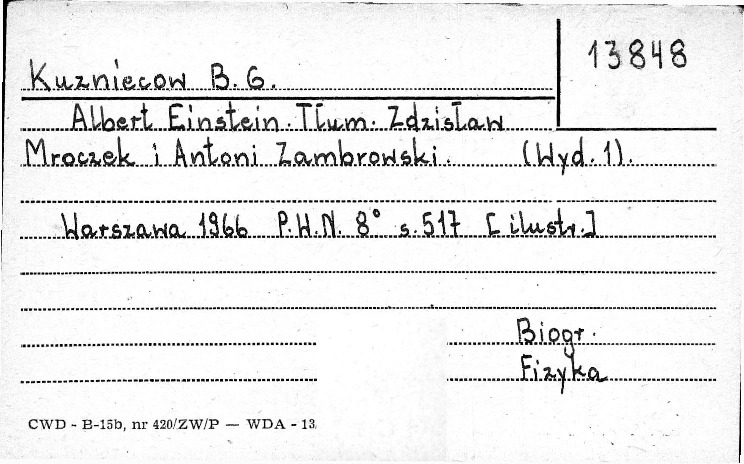 13848
Kuzniecow B. G.
Albert Einstein. Tłum. Zdzisław
Mroczek i Antoni Zambrowski. (Wyd. 1).
Warszawa 1966 P.W.N. 8° s. 517 [ilustr.]
Biogr.
Fizyka
CWD - B-15b, nr 420/ZW/P — WDA - 13